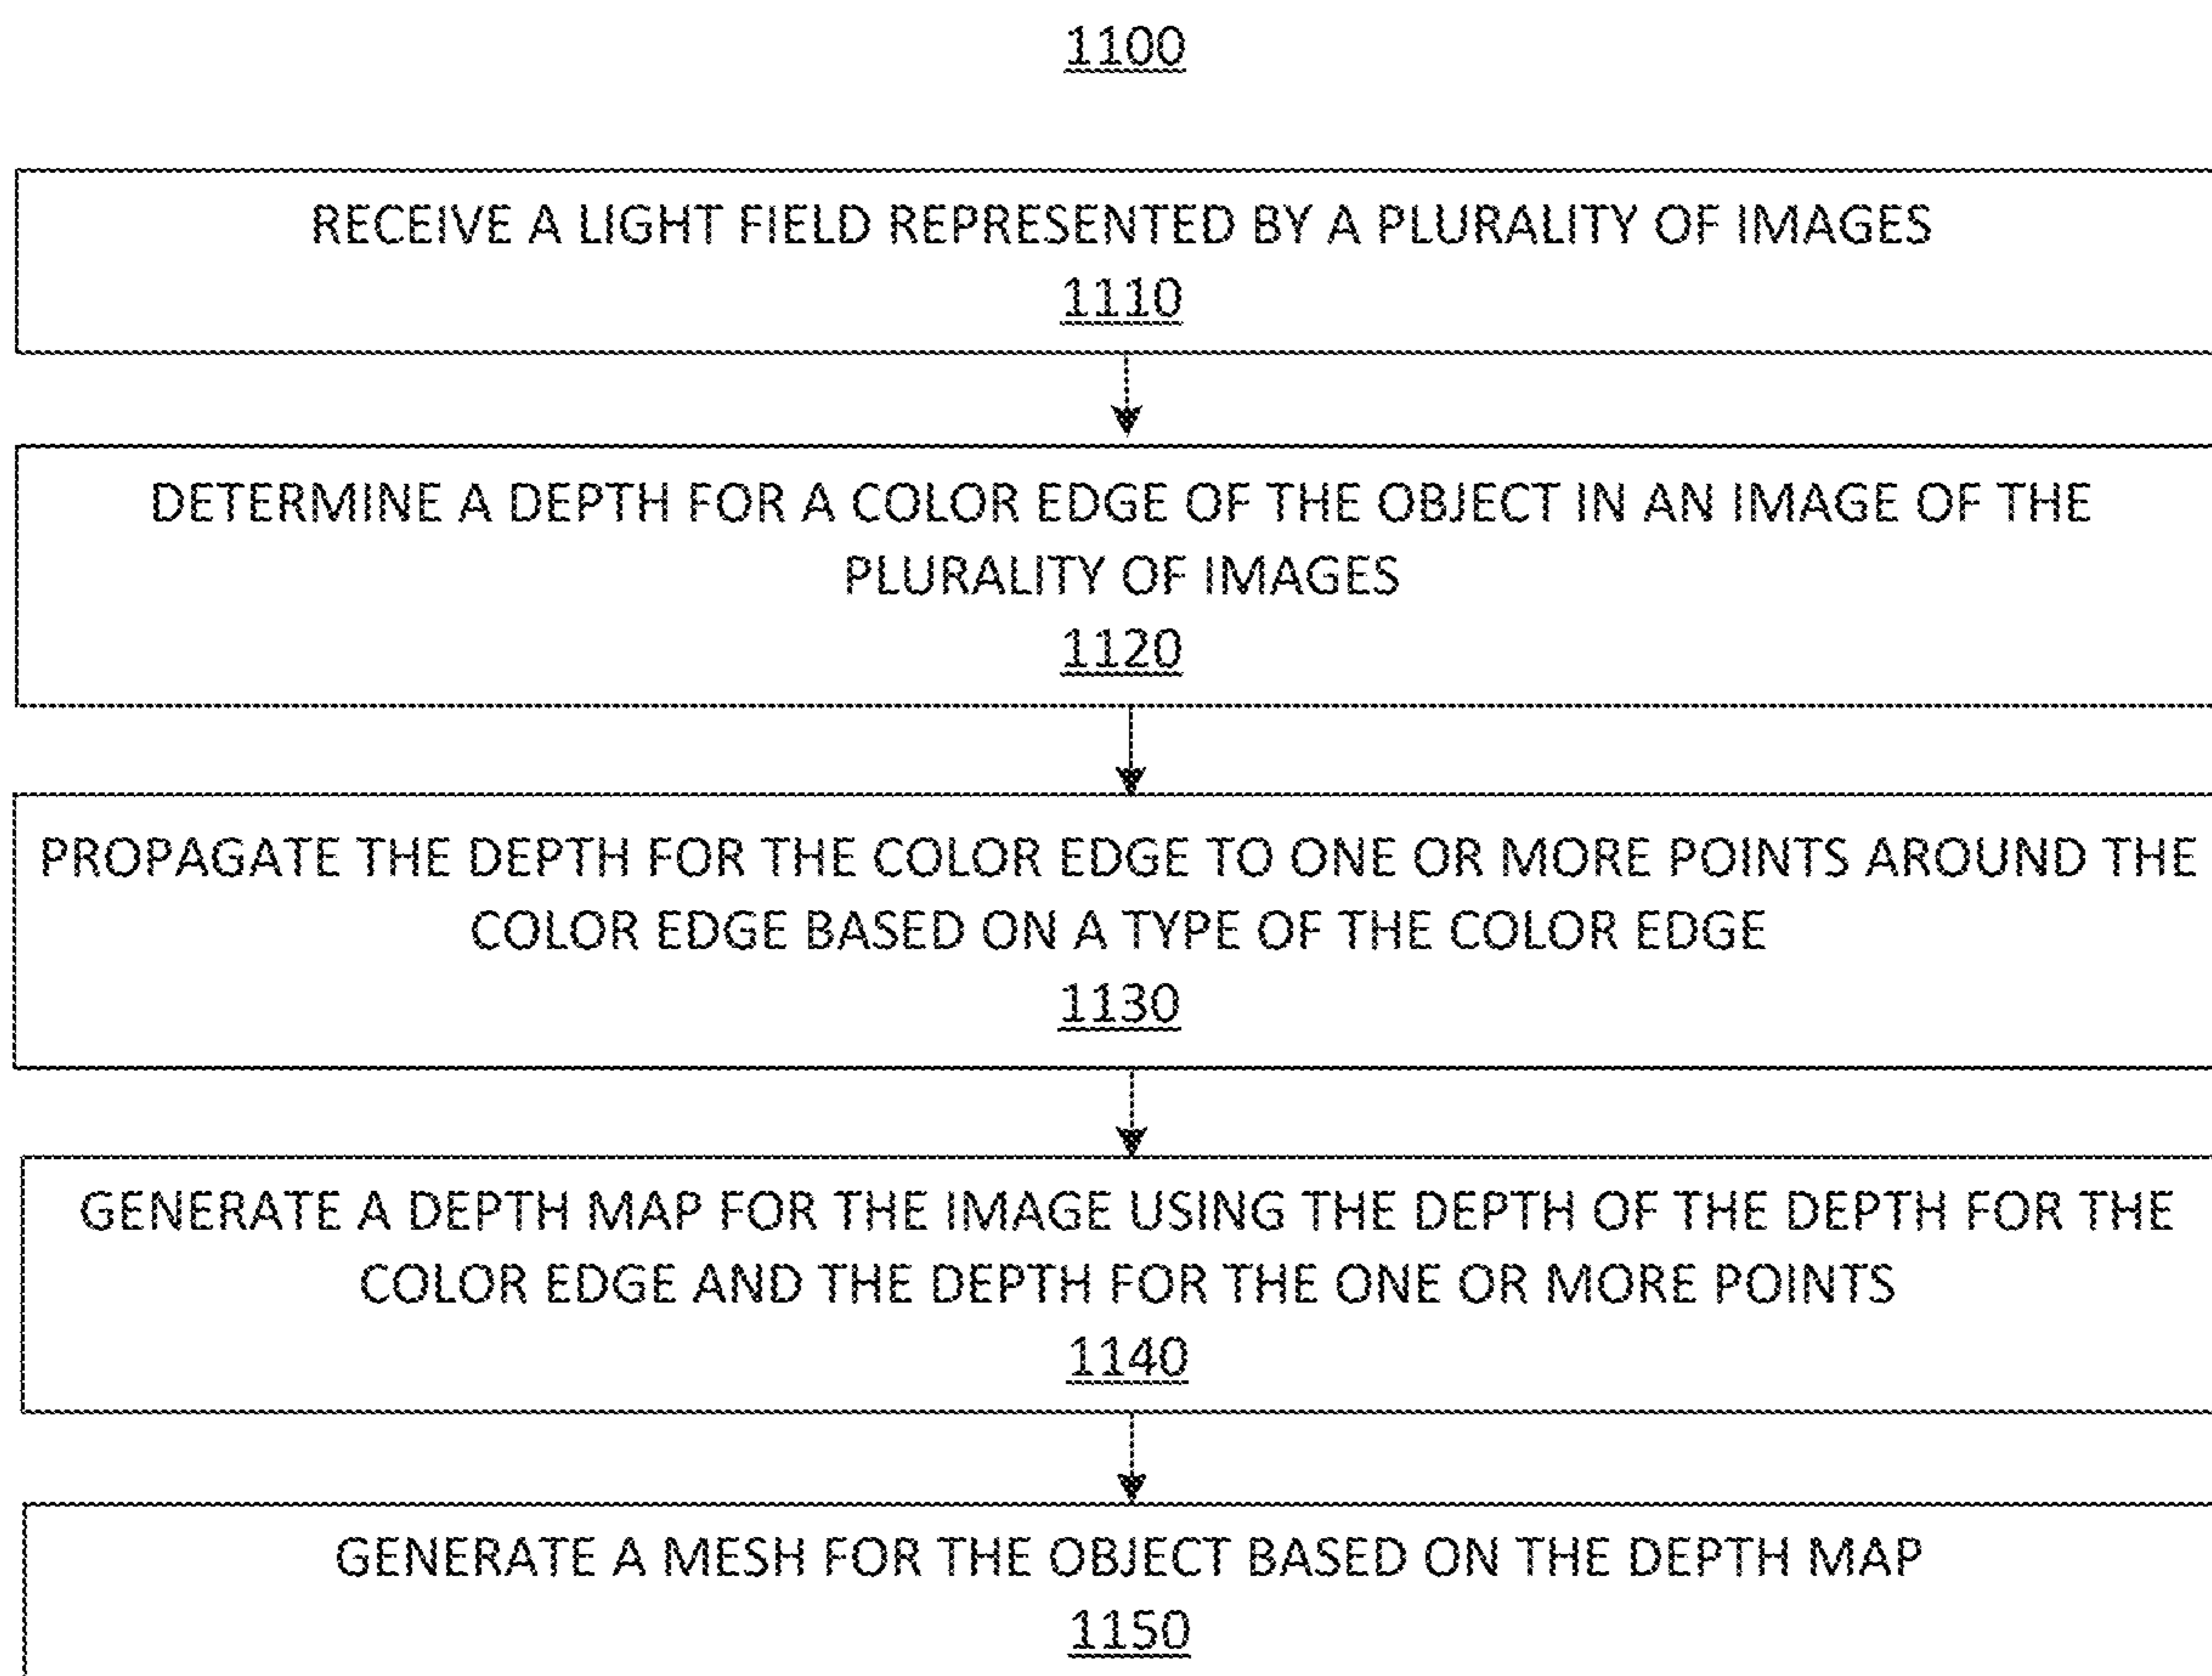 1100
RECEIVE A LIGHT FIELD REPRESENTED BY A PLURALITY OF IMAGES
1110
DETERMINE A DEPTH FOR A COLOR EDGE OF THE OBJECT IN AN IMAGE OF THE
PLURALITY OF IMAGES
1120
PROPAGATE THE DEPTH FOR THE COLOR EDGE TO ONE OR MORE POINTS AROUND THE
COLOR EDGE BASED ON A TYPE OF THE COLOR EDGE
1130
GENERATE A DEPTH MAP FOR THE IMAGE USING THE DEPTH OF THE DEPTH FOR THE
COLOR EDGE AND THE DEPTH FOR THE ONE OR MORE POINTS
1140
GENERATE A MESH FOR THE OBJECT BASED ON THE DEPTH MAP
1150